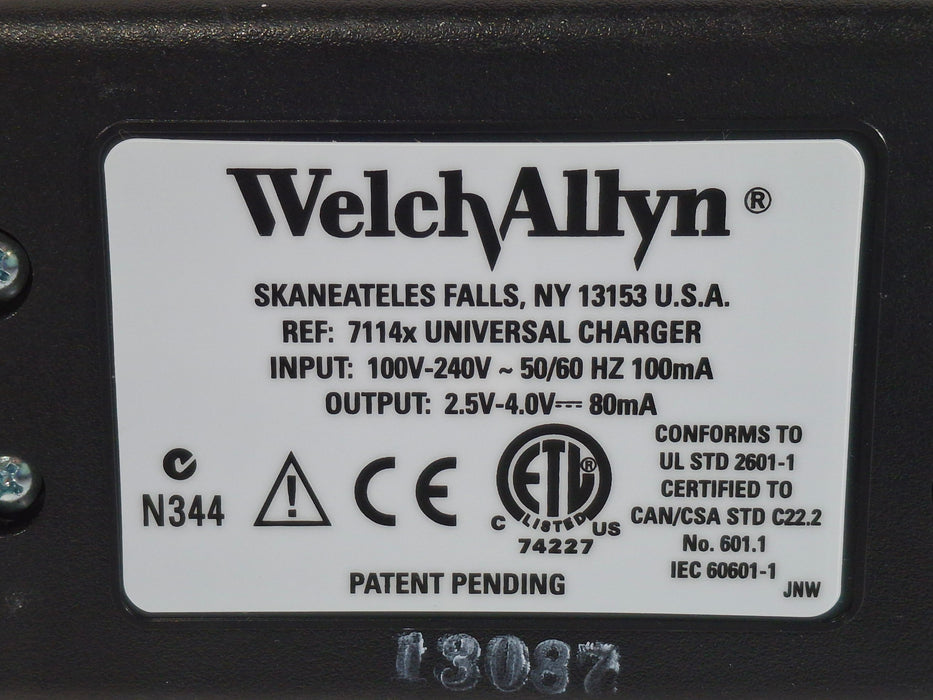 WelchAllyn®
SKANEATELES FALLS, NY 13153 U.S.A.
REF: 7114x UNIVERSAL CHARGER
INPUT: 100V-240V ~ 50/60 HZ 100mA
OUTPUT: 2.5V-4.0V⎓ 80mA
N344
!
CE
ETL®
C LISTED US
74227
CONFORMS TO
UL STD 2601-1
CERTIFIED TO
CAN/CSA STD C22.2
No. 601.1
IEC 60601-1
JNW
PATENT PENDING
13087